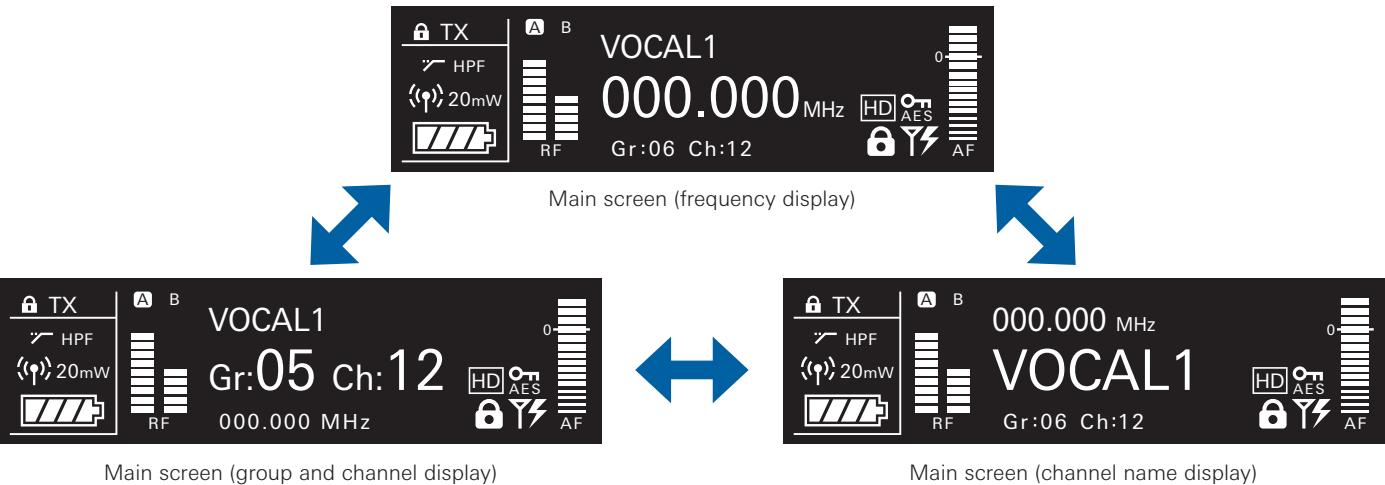 TX A B
VOCAL1
HPF 0
20mW 000.000 MHz HD AES
RF Gr:06 Ch:12 AF
Main screen (frequency display)
TX A B
VOCAL1
HPF 0
20mW Gr:05 Ch:12 HD AES
RF 000.000 MHz AF
Main screen (group and channel display)
TX A B
000.000 MHz
HPF 0
20mW VOCAL1 HD AES
RF Gr:06 Ch:12 AF
Main screen (channel name display)